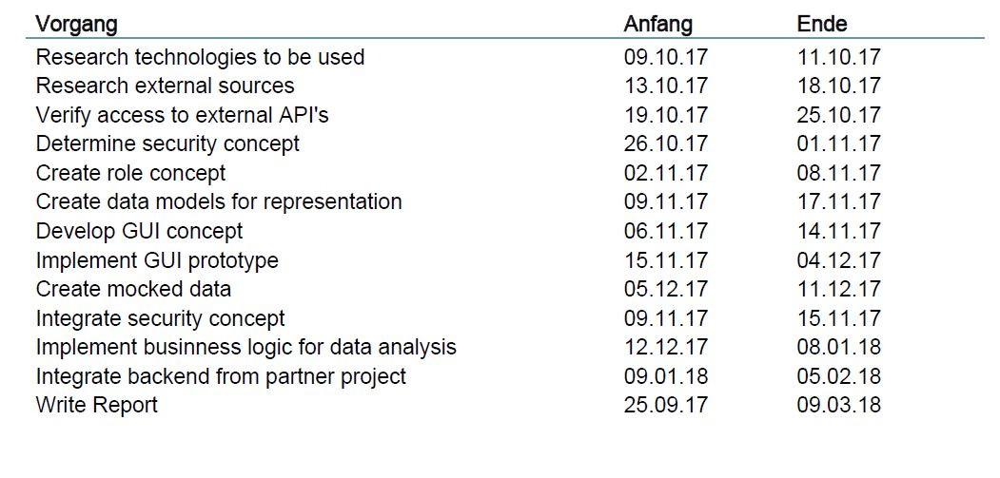 Vorgang Anfang Ende
Research technologies to be used 09.10.17 11.10.17
Research external sources 13.10.17 18.10.17
Verify access to external API's 19.10.17 25.10.17
Determine security concept 26.10.17 01.11.17
Create role concept 02.11.17 08.11.17
Create data models for representation 09.11.17 17.11.17
Develop GUI concept 06.11.17 14.11.17
Implement GUI prototype 15.11.17 04.12.17
Create mocked data 05.12.17 11.12.17
Integrate security concept 09.11.17 15.11.17
Implement businness logic for data analysis 12.12.17 08.01.18
Integrate backend from partner project 09.01.18 05.02.18
Write Report 25.09.17 09.03.18